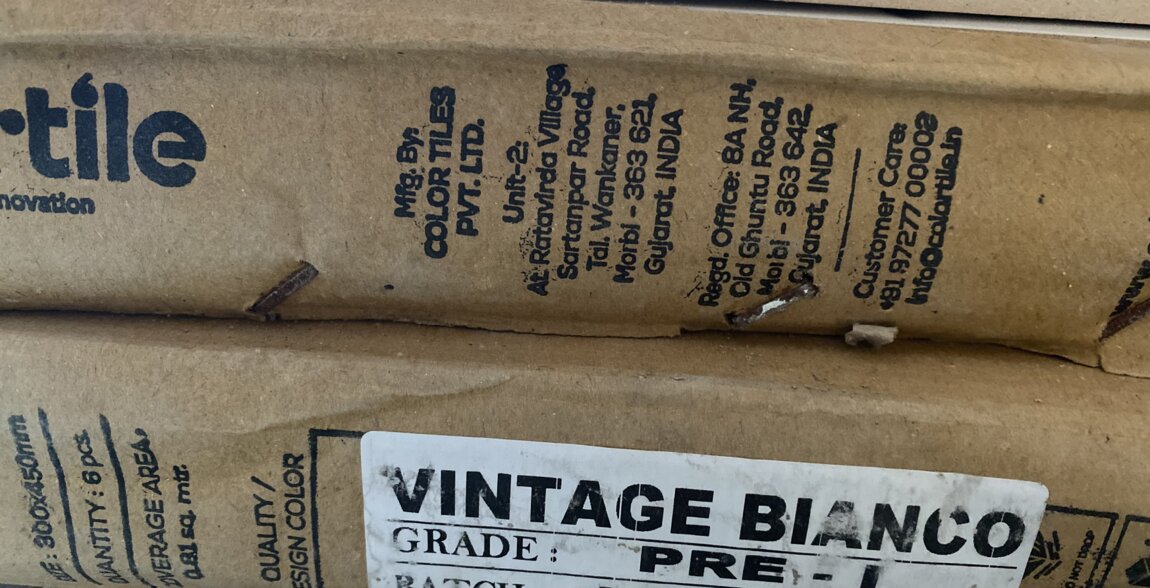 tile
novation
Mfg. By:
COLOR TILES
PVT. LTD.
Unit-2:
At: Ratavirda Village,
Sartanpar Road,
Tal. Wankaner,
Morbi - 363 621,
Gujarat, INDIA
Regd. Office: 8A NH,
Old Ghuntu Road,
Morbi - 363 642,
Gujarat, INDIA
Customer Care:
+91 97277 00002
info@colortile.in
www.
: 300x450mm
QUANTITY : 6 pcs.
COVERAGE AREA,
0.81 sq. mtr.
QUALITY /
DESIGN COLOR
VINTAGE BIANCO
GRADE : PRE - I
BATCH